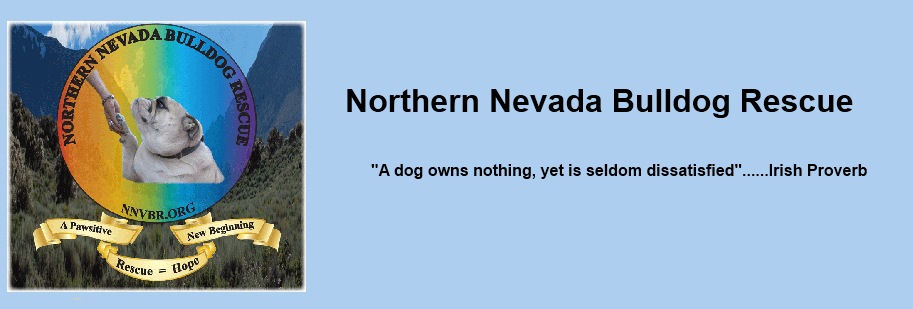 NORTHERN NEVADA BULLDOG RESCUE
NNVBR.ORG
A Pawsitive
New Beginning
Rescue = Hope
Northern Nevada Bulldog Rescue
"A dog owns nothing, yet is seldom dissatisfied"......Irish Proverb